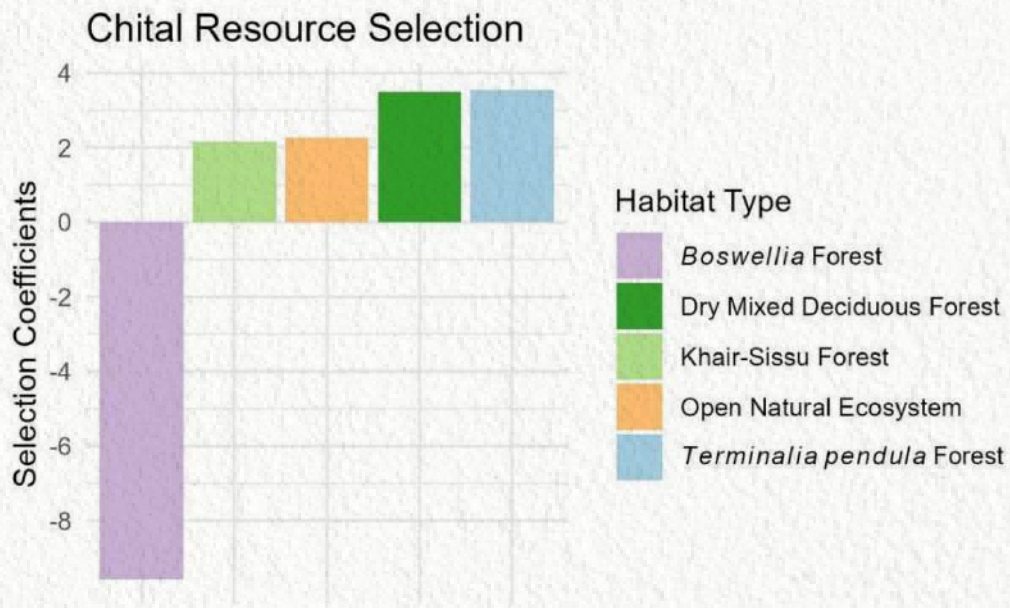 Chital Resource Selection
4
2
0
-2
-4
-6
-8
Selection Coefficients
Habitat Type
Boswellia Forest
Dry Mixed Deciduous Forest
Khair-Sissu Forest
Open Natural Ecosystem
Terminalia pendula Forest